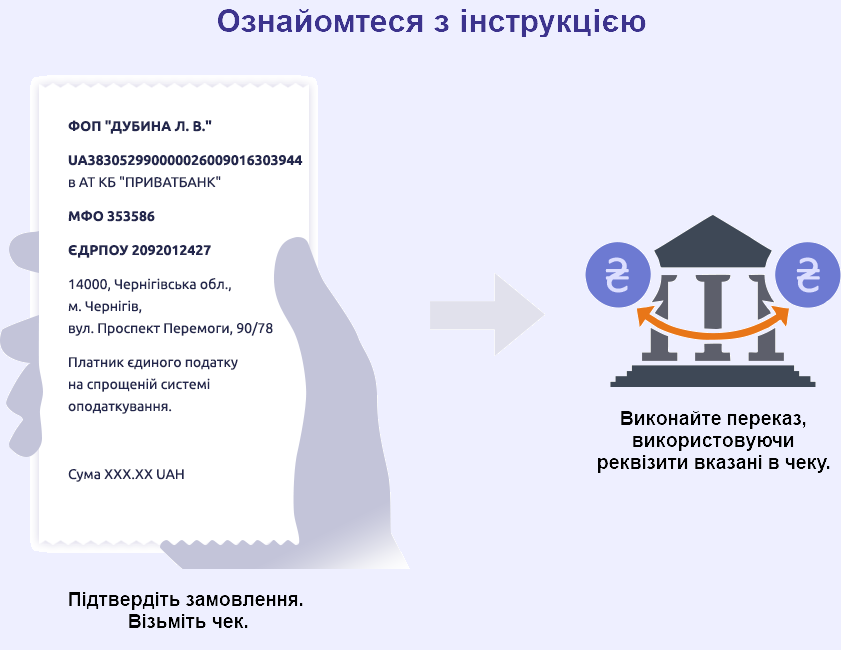 Ознайомтеся з інструкцією
ФОП "ДУБИНА Л. В."
UA383052990000026009016303944
в АТ КБ "ПРИВАТБАНК"
МФО 353586
ЄДРПОУ 2092012427
14000, Чернігівська обл.,
м. Чернігів,
вул. Проспект Перемоги, 90/78
Платник єдиного податку
на спрощеній системі
оподаткування.
Сума XXX.XX UAH
Підтвердіть замовлення.
Візьміть чек.
₴ ₴
Виконайте переказ,
використовуючи
реквізити вказані в чеку.